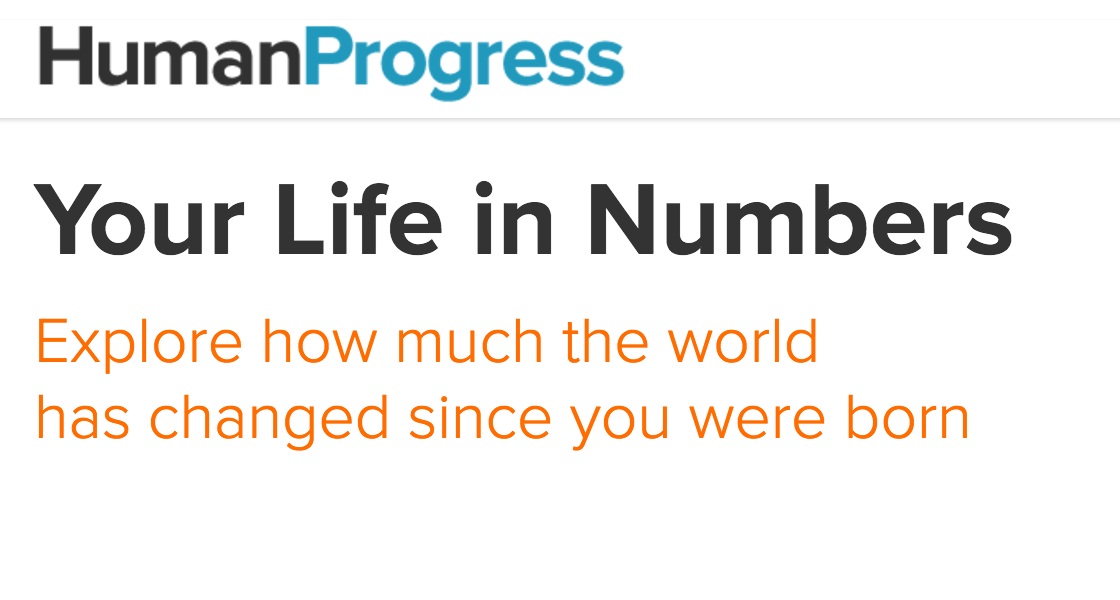 HumanProgress
Your Life in Numbers
Explore how much the world
has changed since you were born